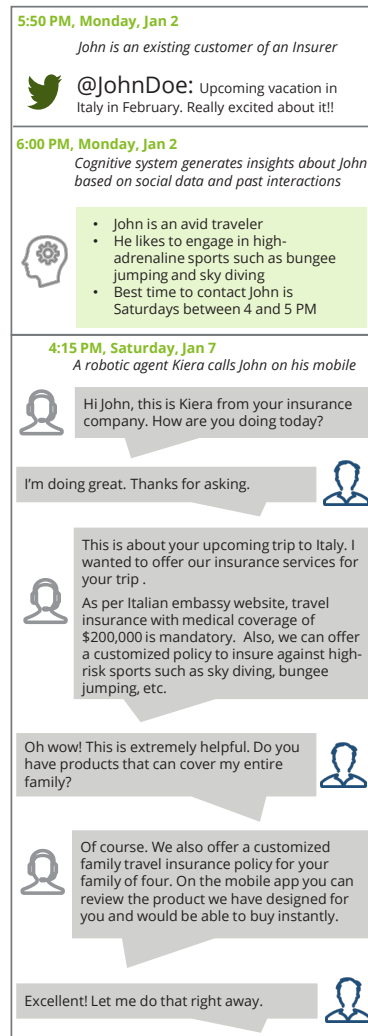 5:50 PM, Monday, Jan 2
John is an existing customer of an Insurer
@JohnDoe: Upcoming vacation in
Italy in February. Really excited about it!!
6:00 PM, Monday, Jan 2
Cognitive system generates insights about John
based on social data and past interactions
• John is an avid traveler
• He likes to engage in high-
adrenaline sports such as bungee
jumping and sky diving
• Best time to contact John is
Saturdays between 4 and 5 PM
4:15 PM, Saturday, Jan 7
A robotic agent Kiera calls John on his mobile
Hi John, this is Kiera from your insurance
company. How are you doing today?
I'm doing great. Thanks for asking.
This is about your upcoming trip to Italy. I
wanted to offer our insurance services for
your trip .
As per Italian embassy website, travel
insurance with medical coverage of
$200,000 is mandatory. Also, we can offer
a customized policy to insure against high-
risk sports such as sky diving, bungee
jumping, etc.
Oh wow! This is extremely helpful. Do you
have products that can cover my entire
family?
Of course. We also offer a customized
family travel insurance policy for your
family of four. On the mobile app you can
review the product we have designed for
you and would be able to buy instantly.
Excellent! Let me do that right away.